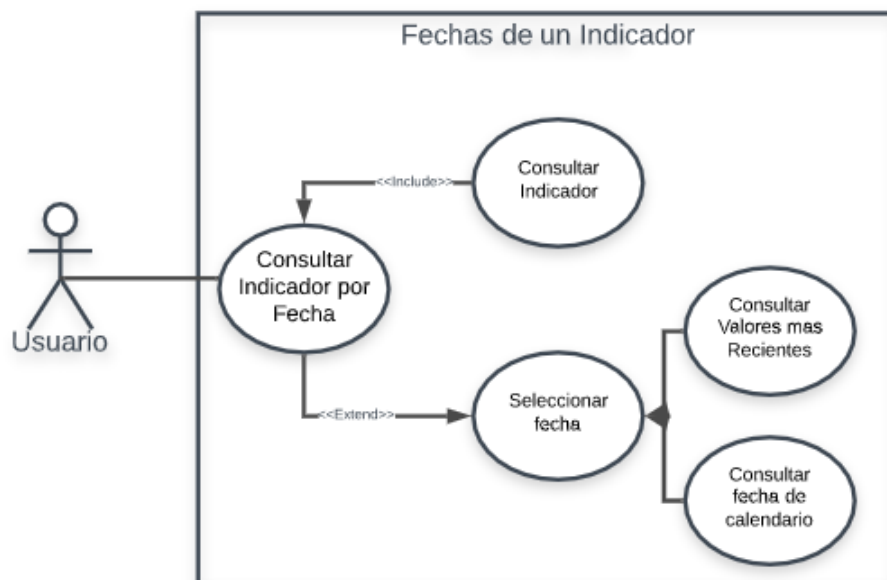 Fechas de un Indicador
Consultar
Indicador
<<Include>>
Consultar
Indicador por
Fecha
Usuario
Consultar
Valores mas
Recientes
Seleccionar
fecha
<<Extend>>
Consultar
fecha de
calendario